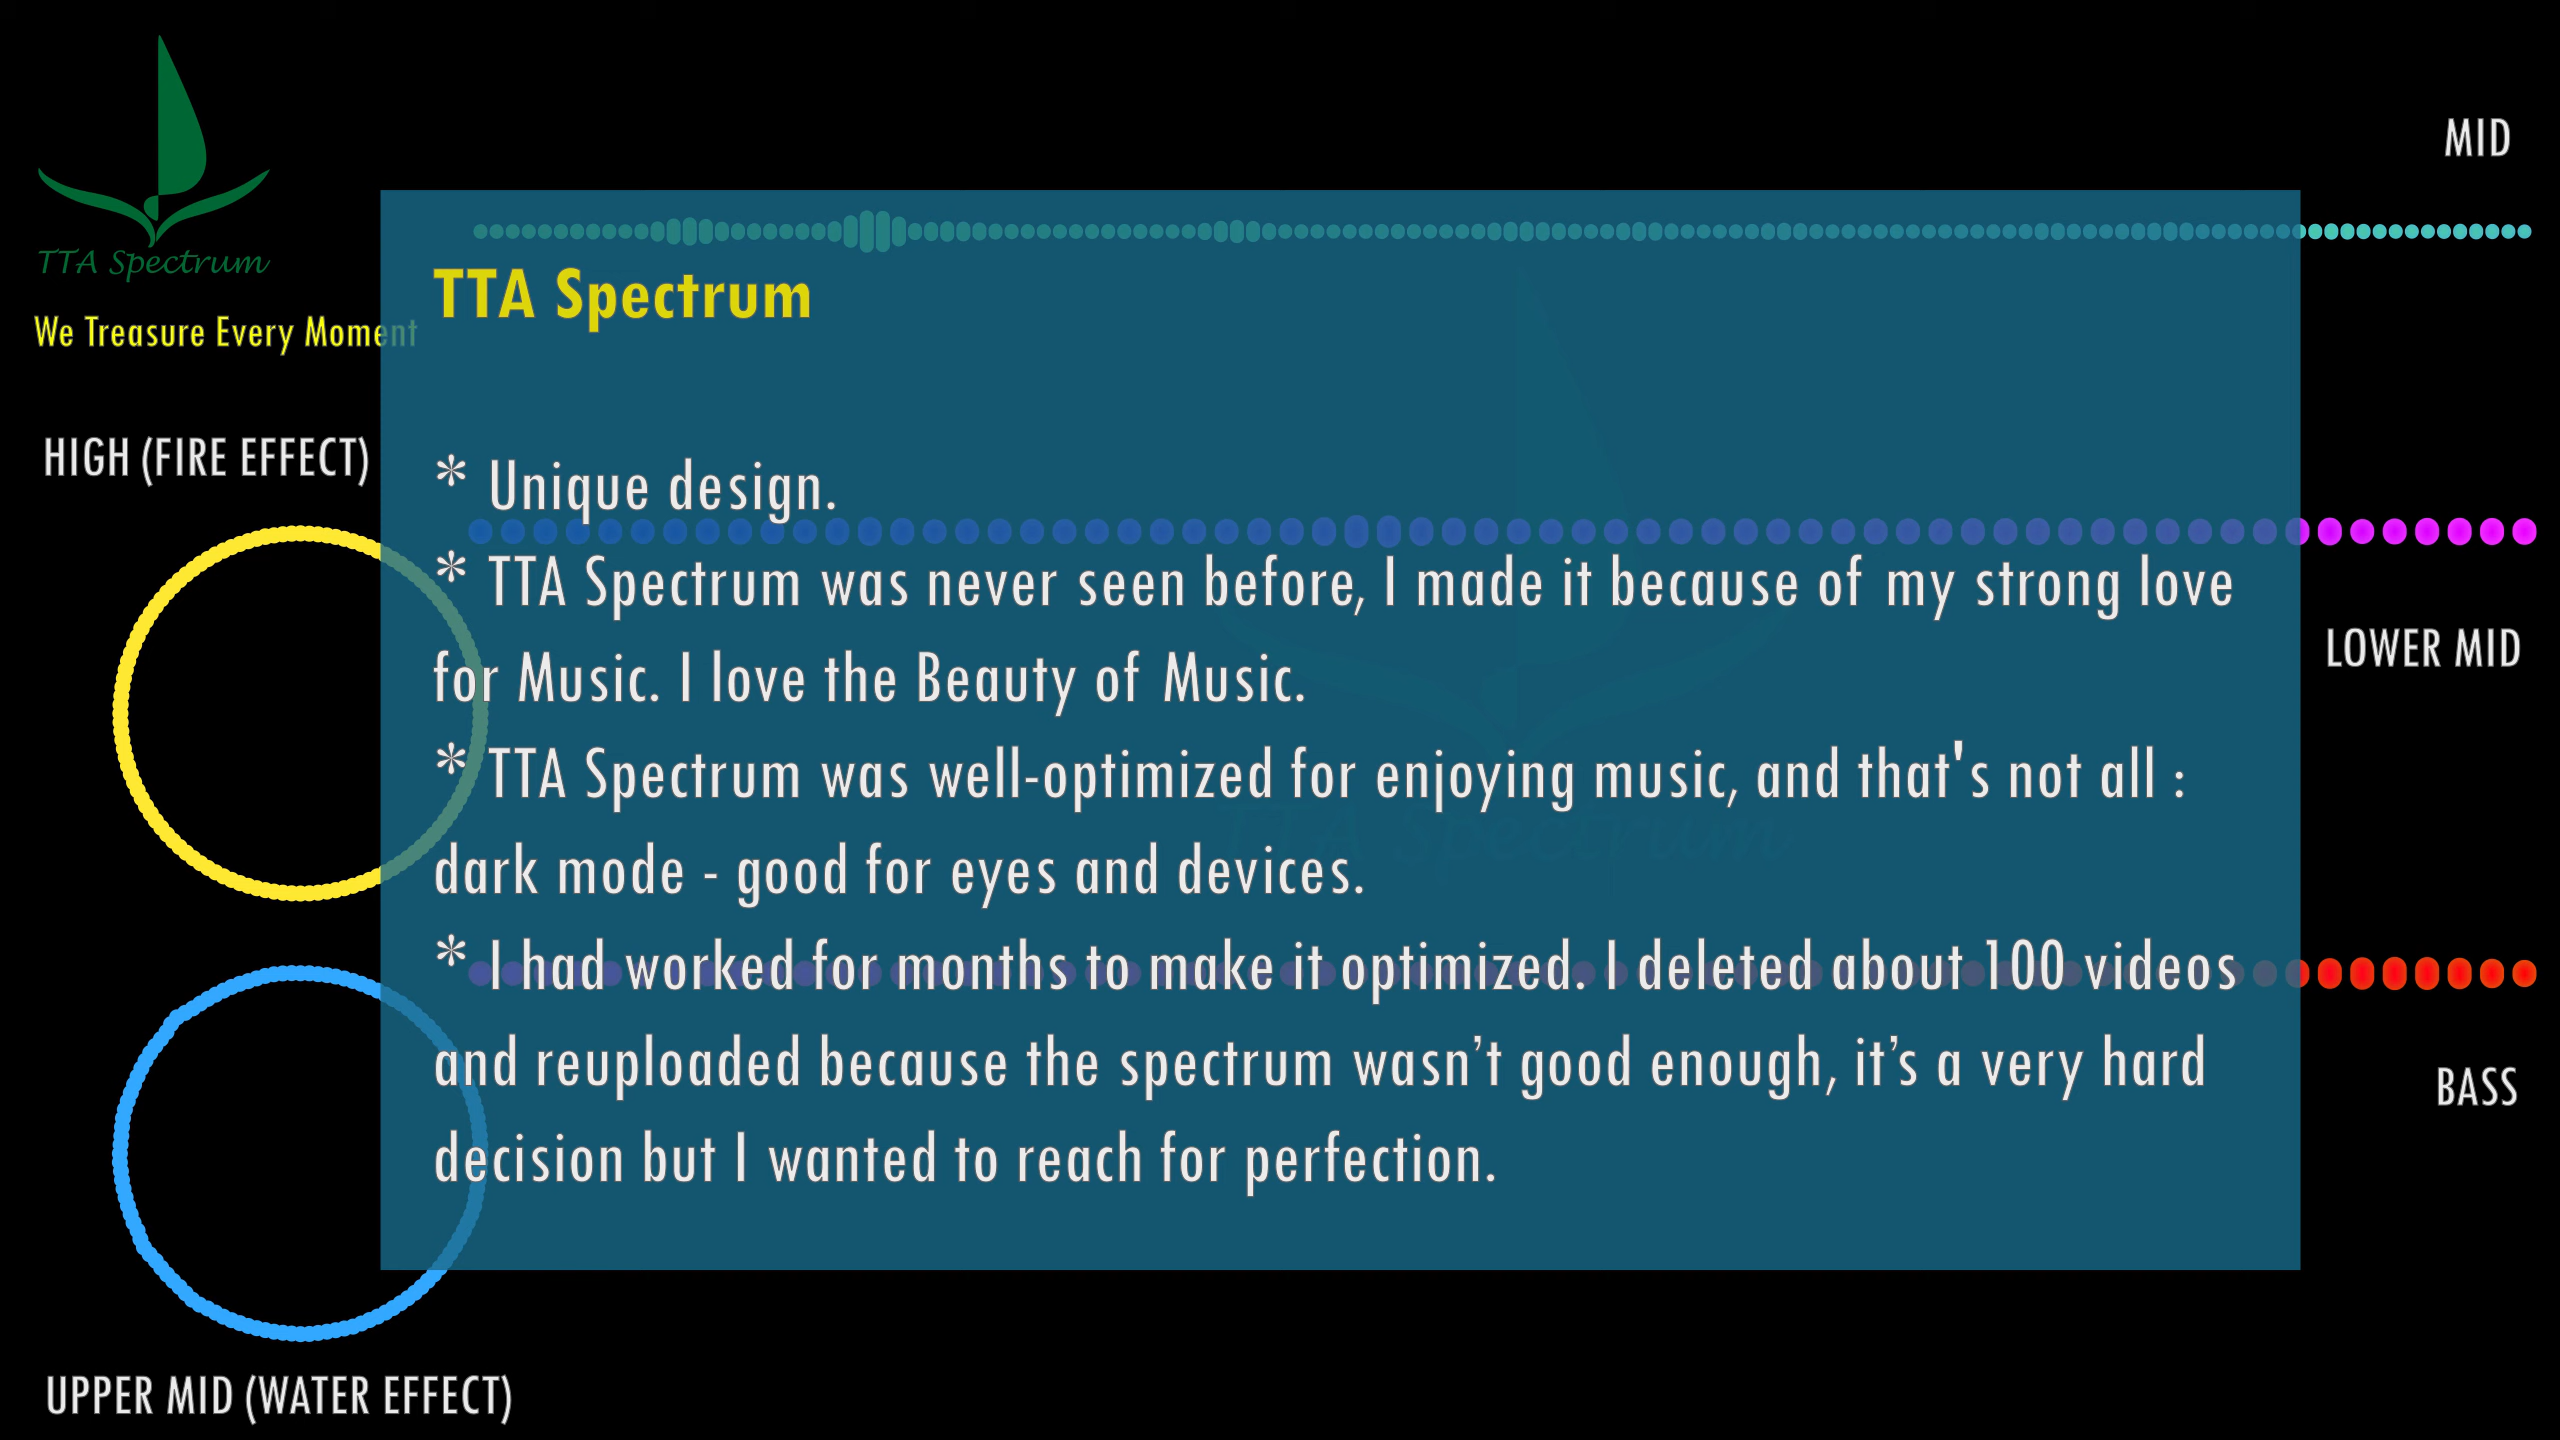 TTA Spectrum
We Treasure Every Moment
HIGH (FIRE EFFECT)
UPPER MID (WATER EFFECT)
TTA Spectrum
* Unique design.
* TTA Spectrum was never seen before, I made it because of my strong love
for Music. I love the Beauty of Music.
* TTA Spectrum was well-optimized for enjoying music, and that's not all :
dark mode - good for eyes and devices.
* I had worked for months to make it optimized. I deleted about 100 videos
and reuploaded because the spectrum wasn’t good enough, it’s a very hard
decision but I wanted to reach for perfection.
TTA Spectrum
MID
LOWER MID
BASS